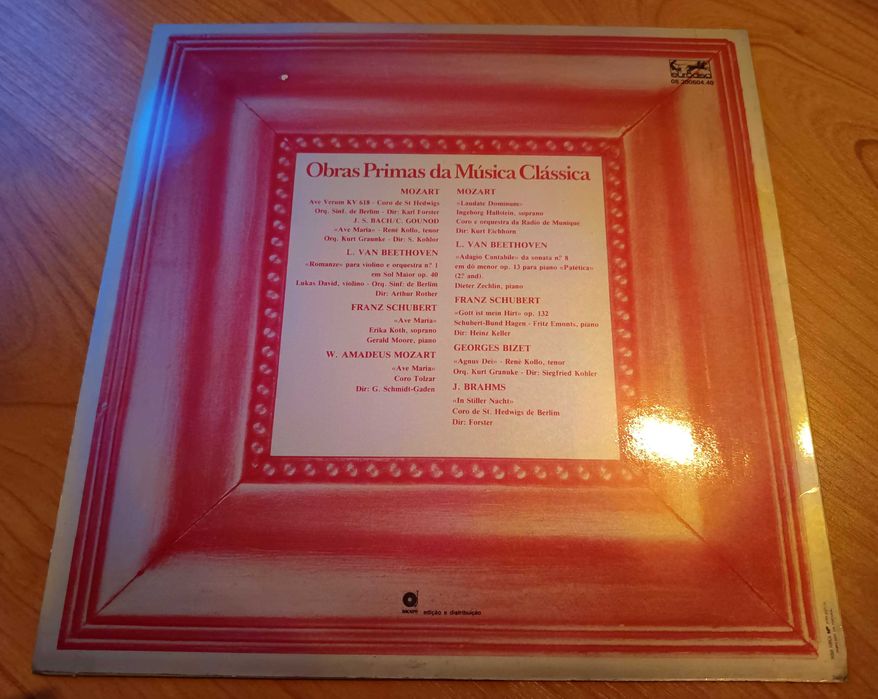 eurodisc
08 200604.40
Obras Primas da Música Clássica
MOZART
Ave Verum KV 618 - Coro de St Hedwigs
Orq. Sinf. de Berlim - Dir: Karl Forster
J. S. BACH/C. GOUNOD
«Ave Maria» - René Kollo, tenor
Orq. Kurt Graunke - Dir: S. Kohlor
L. VAN BEETHOVEN
«Romanze» para violino e orquestra n.º 1
em Sol Maior op. 40
Lukas David, violino - Orq. Sinf: de Berlim
Dir: Arthur Rother
FRANZ SCHUBERT
«Ave Maria»
Erika Koth, soprano
Gerald Moore, piano
W. AMADEUS MOZART
«Ave Maria»
Coro Tolzar
Dir: G. Schmidt-Gaden
MOZART
«Laudate Dominum»
Ingeborg Hallstein, soprano
Coro e orquestra da Radio de Munique
Dir: Kurt Eichhorn
L. VAN BEETHOVEN
«Adagio Cantabile» da sonata n.º 8
em dó menor op. 13 para piano «Patética»
(2.º and).
Dieter Zechlin, piano
FRANZ SCHUBERT
«Gott ist mein Hirt» op. 132
Schubert-Bund Hagen - Fritz Emonts, piano
Dir: Heinz Keller
GEORGES BIZET
«Agnus Dei» - René Kollo, tenor
Orq. Kurt Granuke - Dir: Siegfried Kohler
J. BRAHMS
«In Stiller Nacht»
Coro de St. Hedwigs de Berlim
Dir: Forster
edição e distribuição